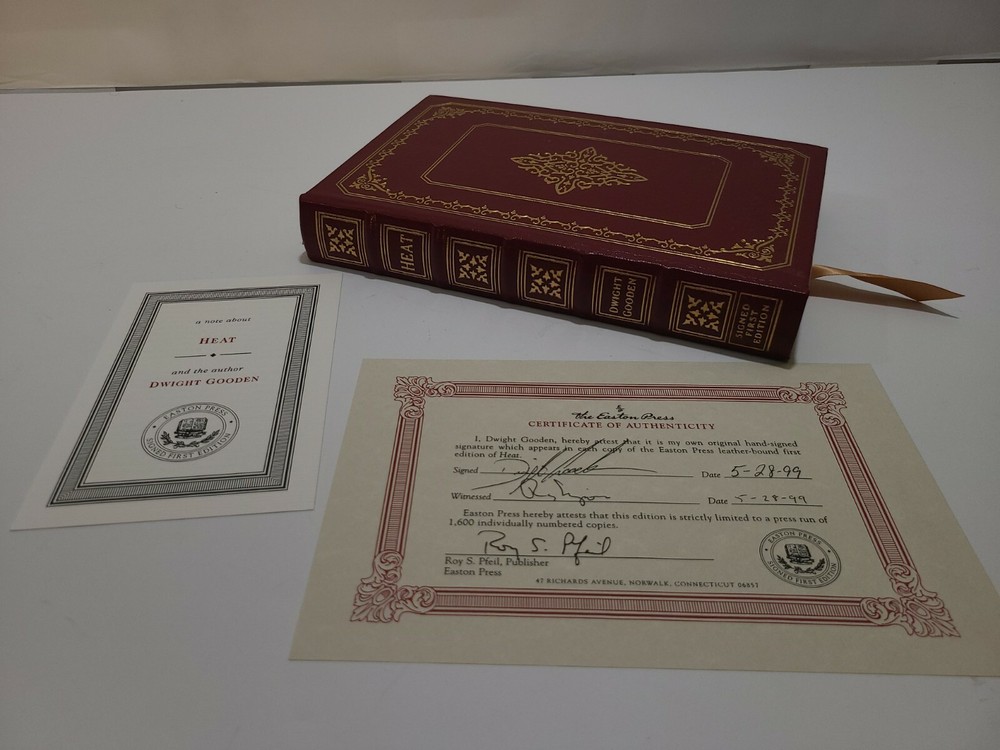 HEAT
DWIGHT
GOODEN
SIGNED
FIRST
EDITION
a note about
HEAT
and the author
DWIGHT GOODEN
EASTON PRESS
SIGNED FIRST EDITION
The Easton Press
CERTIFICATE OF AUTHENTICITY
I, Dwight Gooden, hereby attest that it is my own original hand-signed
signature which appears in each copy of the Easton Press leather-bound first
edition of Heat.
Signed Date 5-28-99
Witnessed Date 5-28-99
Easton Press hereby attests that this edition is strictly limited to a press run of
1,600 individually numbered copies.
Roy S. Pfeil
Roy S. Pfeil, Publisher
Easton Press
47 RICHARDS AVENUE, NORWALK, CONNECTICUT 06857
EASTON PRESS
SIGNED FIRST EDITION